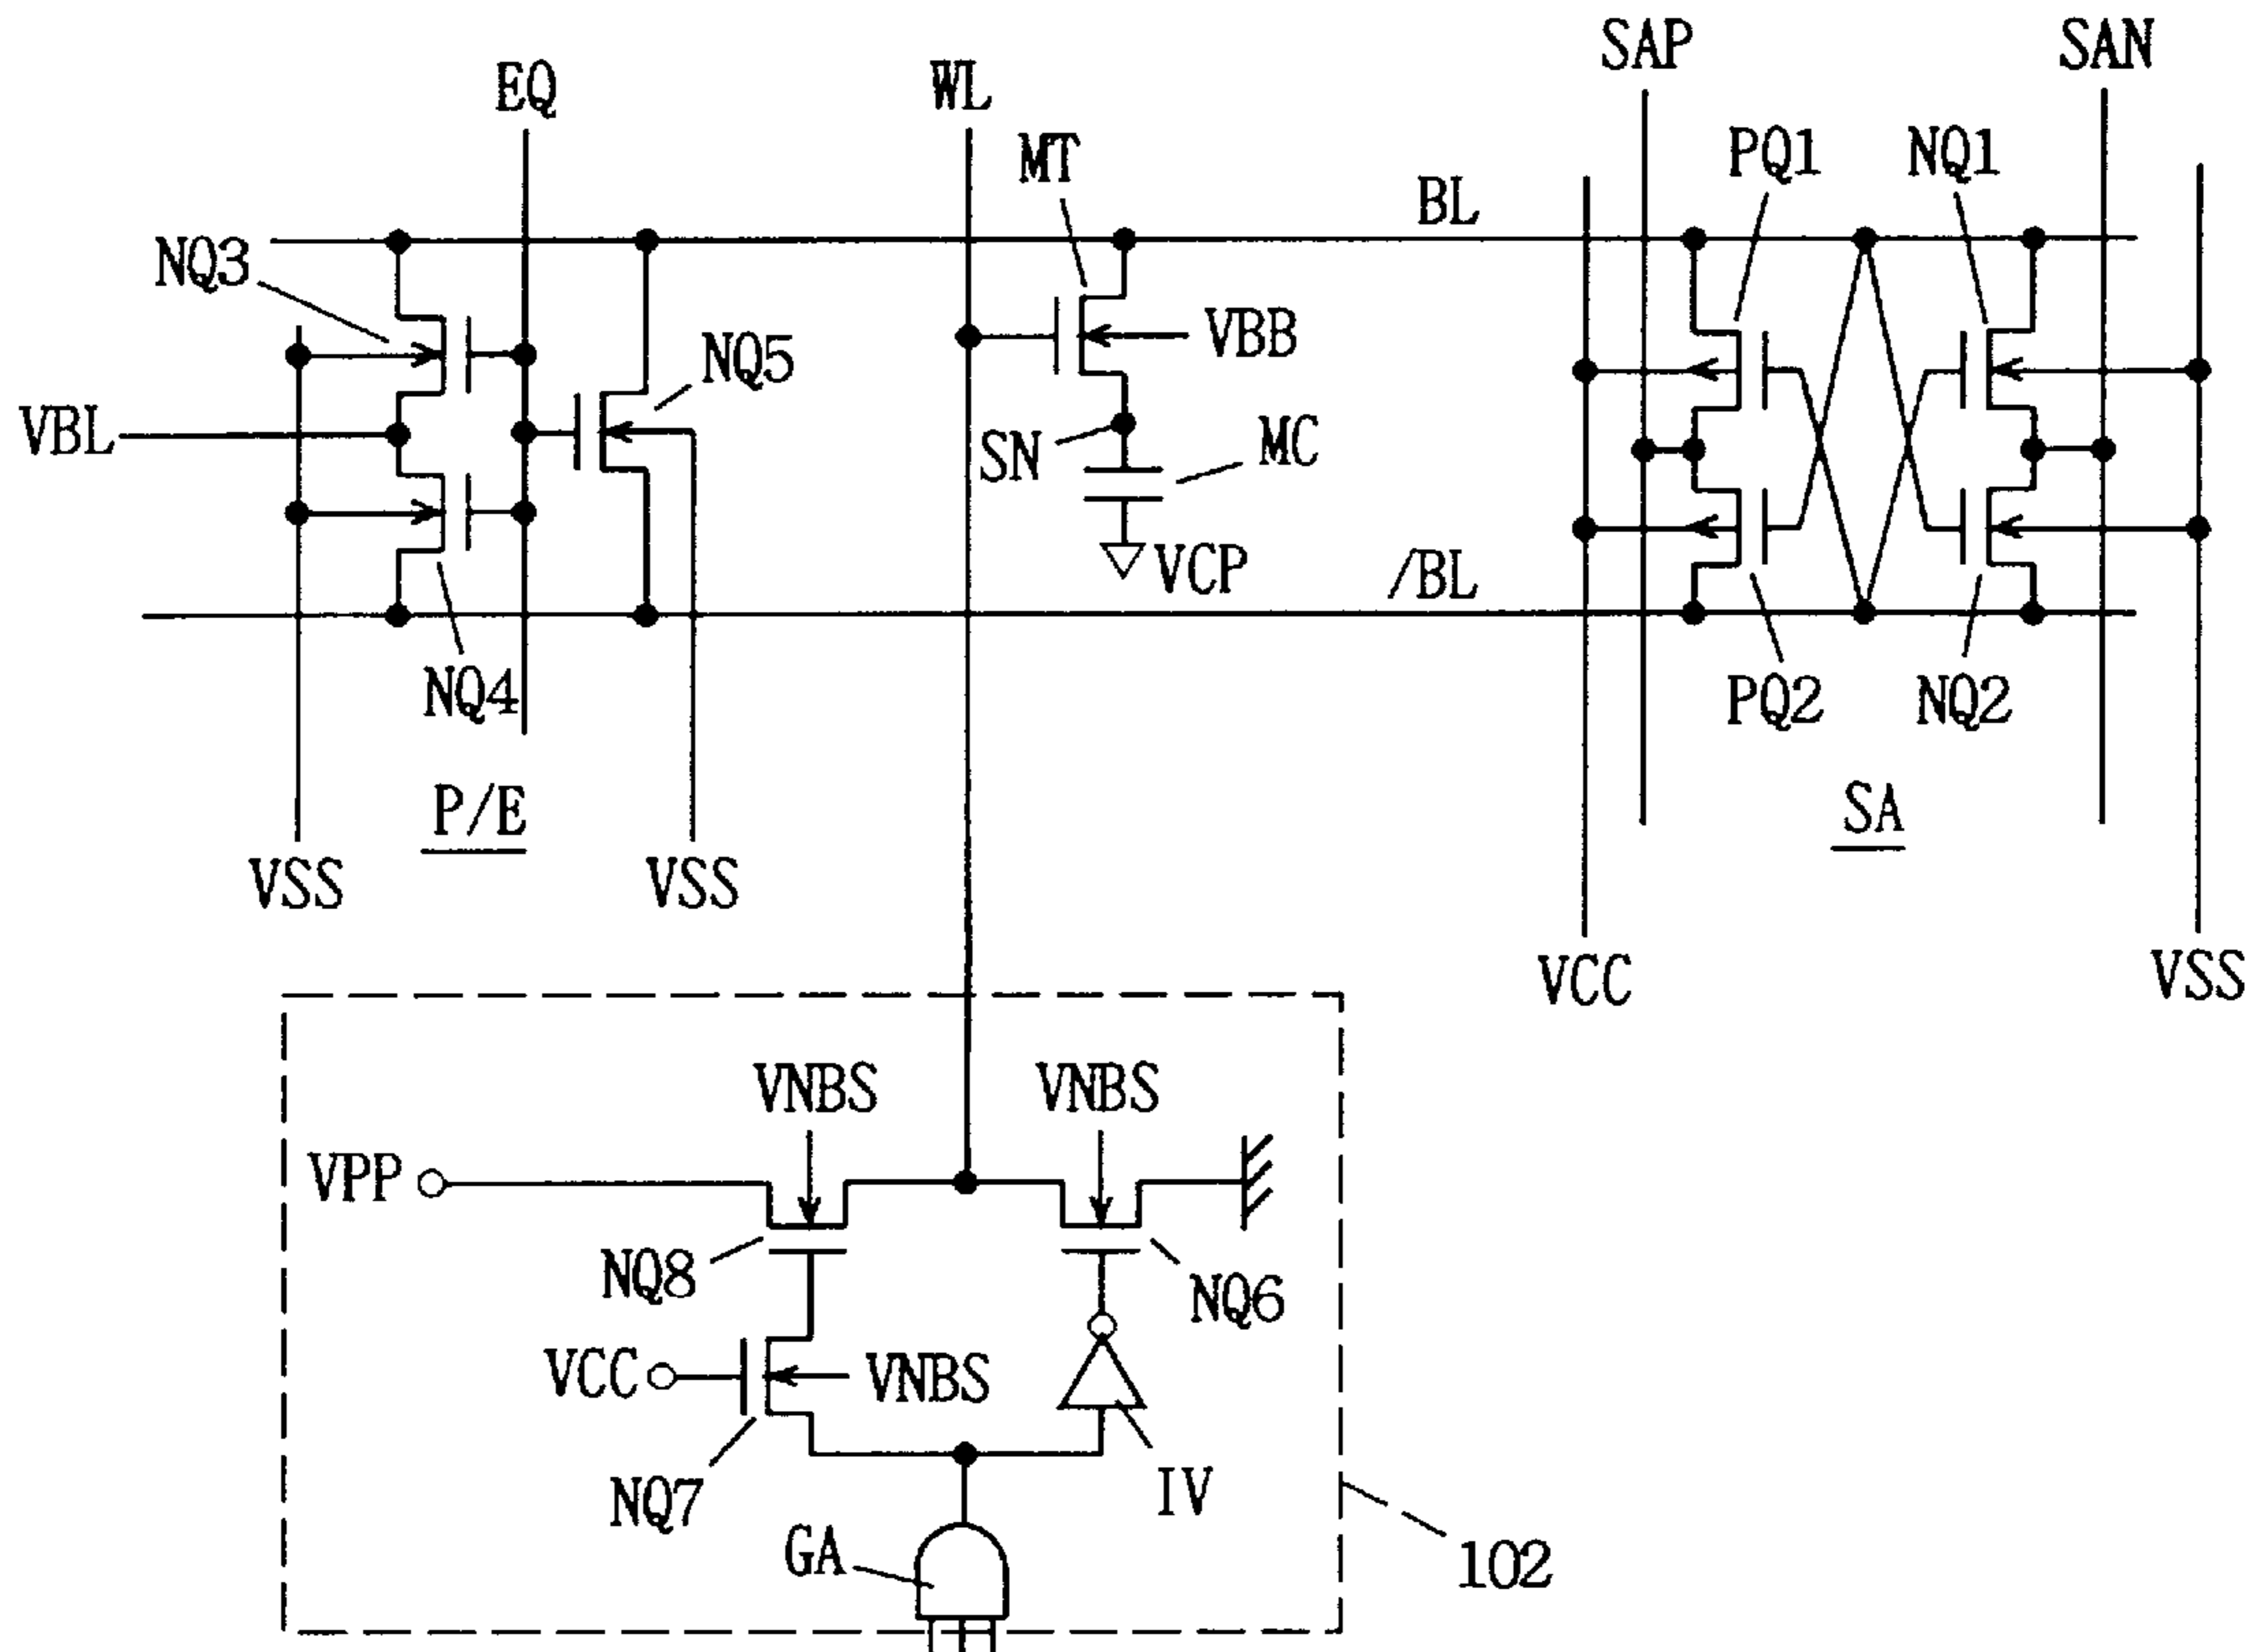 SAP
SAN
EQ
WL
MT
PQ1
NQ1
BL
NQ3
VBB
NQ5
VBL
SN
MC
VCP
/BL
NQ4
PQ2
NQ2
P/E
SA
VSS
VSS
VCC
VSS
VNBS
VNBS
VPP
NQ8
NQ6
VCC
VNBS
NQ7
IV
GA
102